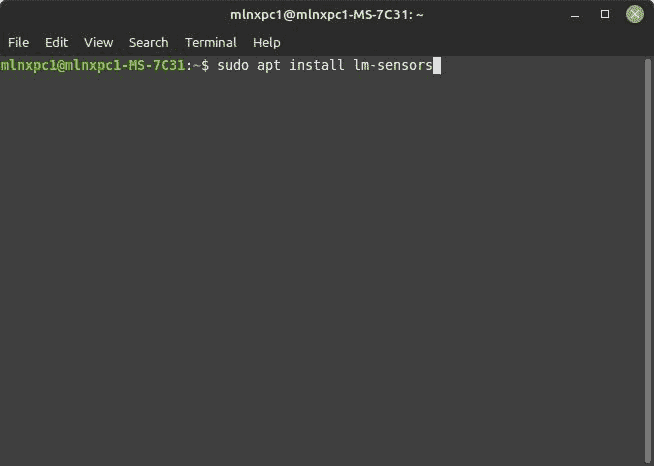 mlnxpc1@mlnxpc1-MS-7C31: ~
File Edit View Search Terminal Help
mlnxpc1@mlnxpc1-MS-7C31:~$ sudo apt install lm-sensors